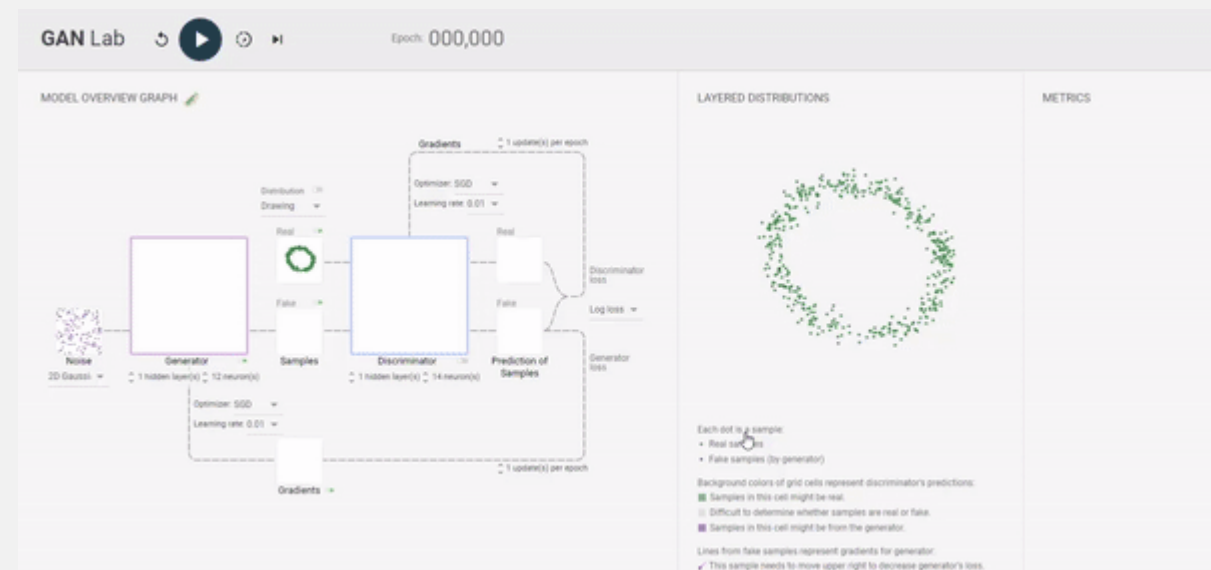 GAN Lab
Epoch: 000,000
MODEL OVERVIEW GRAPH
LAYERED DISTRIBUTIONS
METRICS
Gradients
1 update(s) per epoch
Optimizer: SGD
Learning rate: 0.01
Distribution
Drawing
Real
Real
Discriminator
loss
Fake
Fake
Log loss
Noise
Generator
Samples
Discriminator
Prediction of
Samples
Generator
loss
2D Gaussi
1 hidden layer(s) 12 neuron(s)
1 hidden layer(s) 14 neuron(s)
Optimizer: SGD
Learning rate: 0.01
1 update(s) per epoch
Gradients
Each dot is a sample:
• Real samples
• Fake samples (by generator)
Background colors of grid cells represent discriminator's predictions:
Samples in this cell might be real.
Difficult to determine whether samples are real or fake.
Samples in this cell might be from the generator.
Lines from fake samples represent gradients for generator:
This sample needs to move upper right to decrease generator's loss.